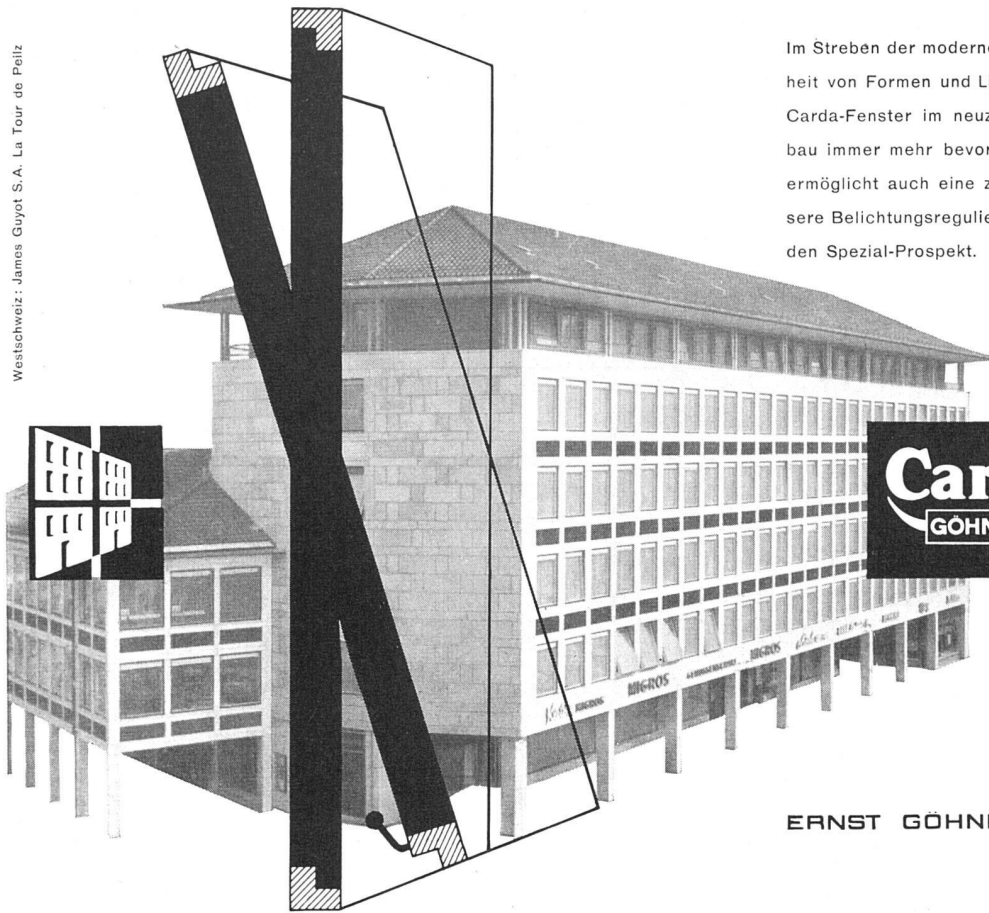 Westschweiz: James Guyot S.A. La Tour de Peilz
Im Streben der moderne
heit von Formen und L
Carda-Fenster im neuz
bau immer mehr bevor
ermöglicht auch eine z
sere Belichtungsregulie
den Spezial-Prospekt.
Car
GÖHN
MIGROS
MIGROS
MIGROS
ERNST GÖHN